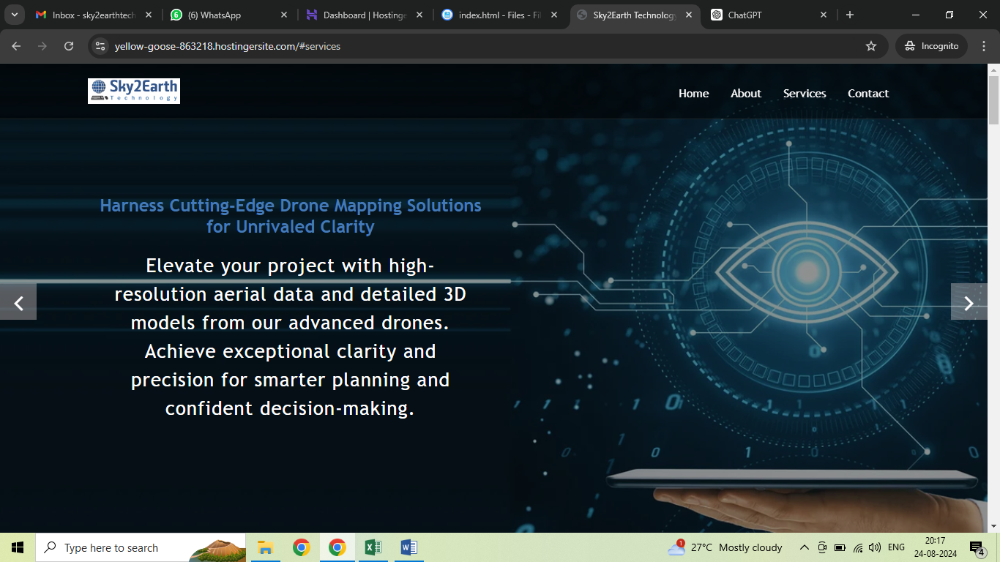 Inbox - sky2earthtech
(6) WhatsApp
Dashboard | Hostinge
index.html - Files - Fi
Sky2Earth Technolog
ChatGPT
yellow-goose-863218.hostingersite.com/#services
Incognito
Sky2Earth
Technology
Home
About
Services
Contact
Harness Cutting-Edge Drone Mapping Solutions
for Unrivaled Clarity
Elevate your project with high-
resolution aerial data and detailed 3D
models from our advanced drones.
Achieve exceptional clarity and
precision for smarter planning and
confident decision-making.
Type here to search
1
27°C Mostly cloudy
ENG
20:17
24-08-2024
4